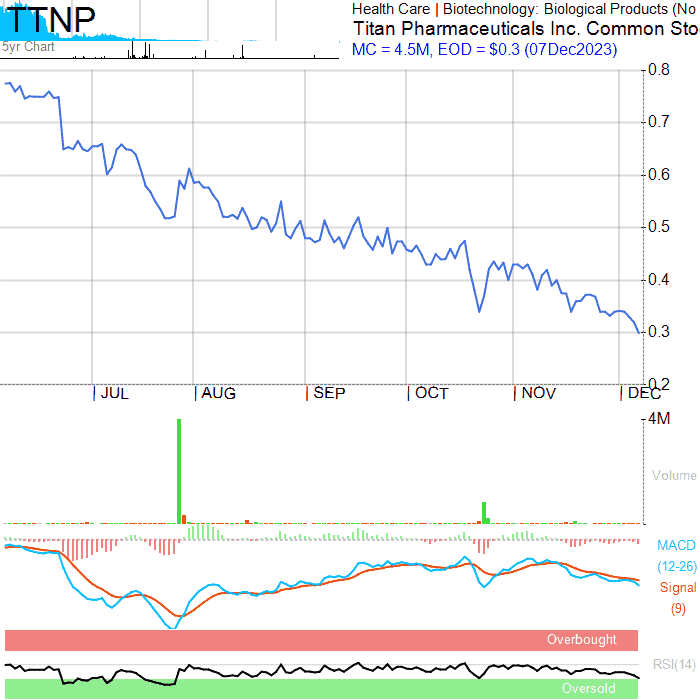 TTNP
5yr Chart
Health Care | Biotechnology: Biological Products (No
Titan Pharmaceuticals Inc. Common Sto
MC = 4.5M, EOD = $0.3 (07Dec2023)
0.8
0.7
0.6
0.5
0.4
0.3
0.2
JUL AUG SEP OCT NOV DEC
4M
Volume
MACD
(12-26)
Signal
(9)
Overbought
RSI(14)
Oversold